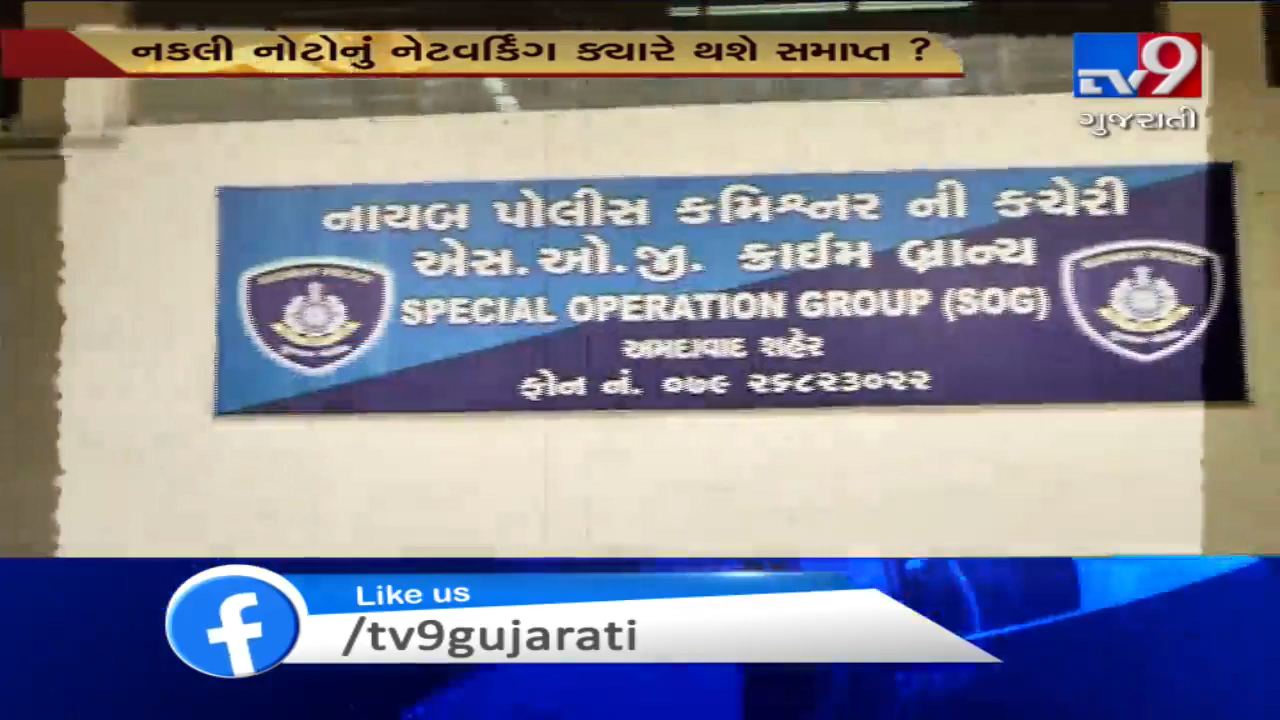 નકલી નોટોનું નેટવર્કિંગ ક્યારે થશે સમાપ્ત ?
TV9
ગુજરાતી
નાયબ પોલીસ કમિશ્નર ની કચેરી
એસ.ઓ.જી. ક્રાઈમ બ્રાન્ચ
SPECIAL OPERATION GROUP (SOG)
અમદાવાદ શહેર
ફોન નં. ૦૭૯ ૨૬૮૨૩૦૨૨
Like us
/tv9gujarati